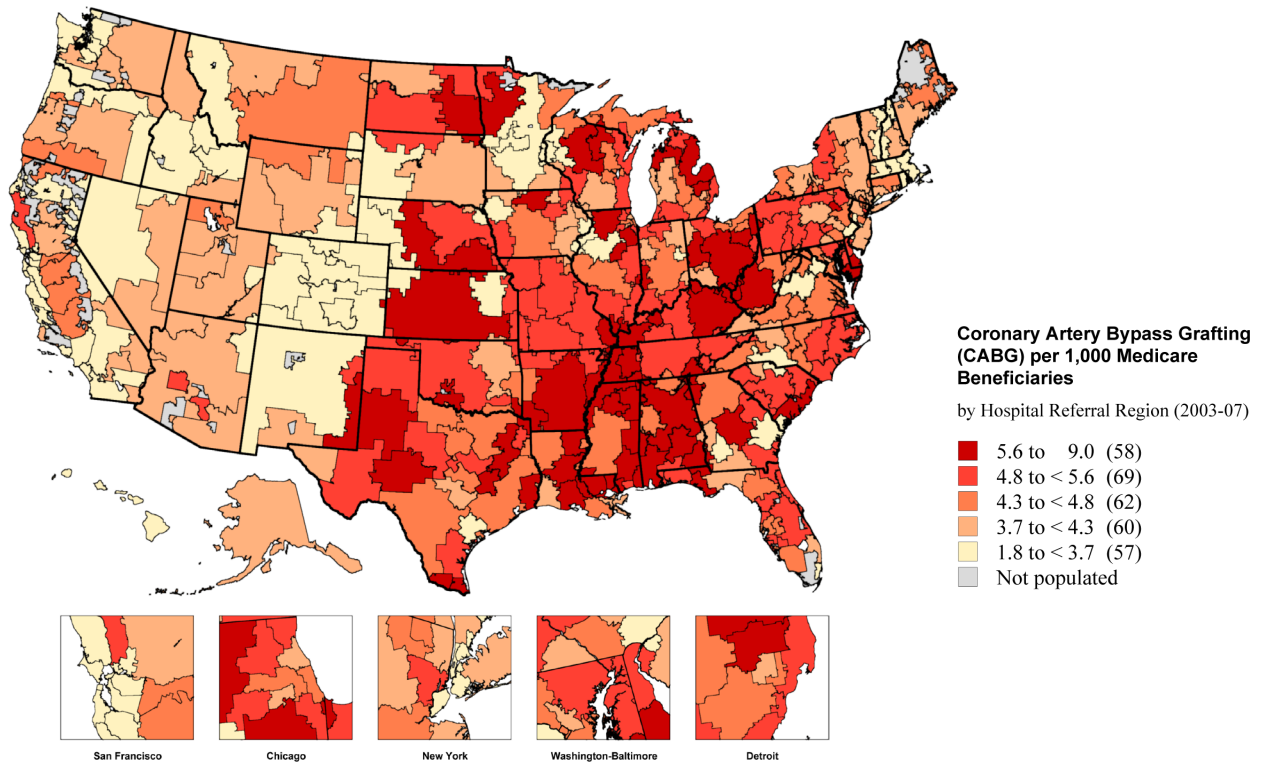 Coronary Artery Bypass Grafting
(CABG) per 1,000 Medicare
Beneficiaries
by Hospital Referral Region (2003-07)
5.6 to 9.0 (58)
4.8 to < 5.6 (69)
4.3 to < 4.8 (62)
3.7 to < 4.3 (60)
1.8 to < 3.7 (57)
Not populated
San Francisco
Chicago
New York
Washington-Baltimore
Detroit